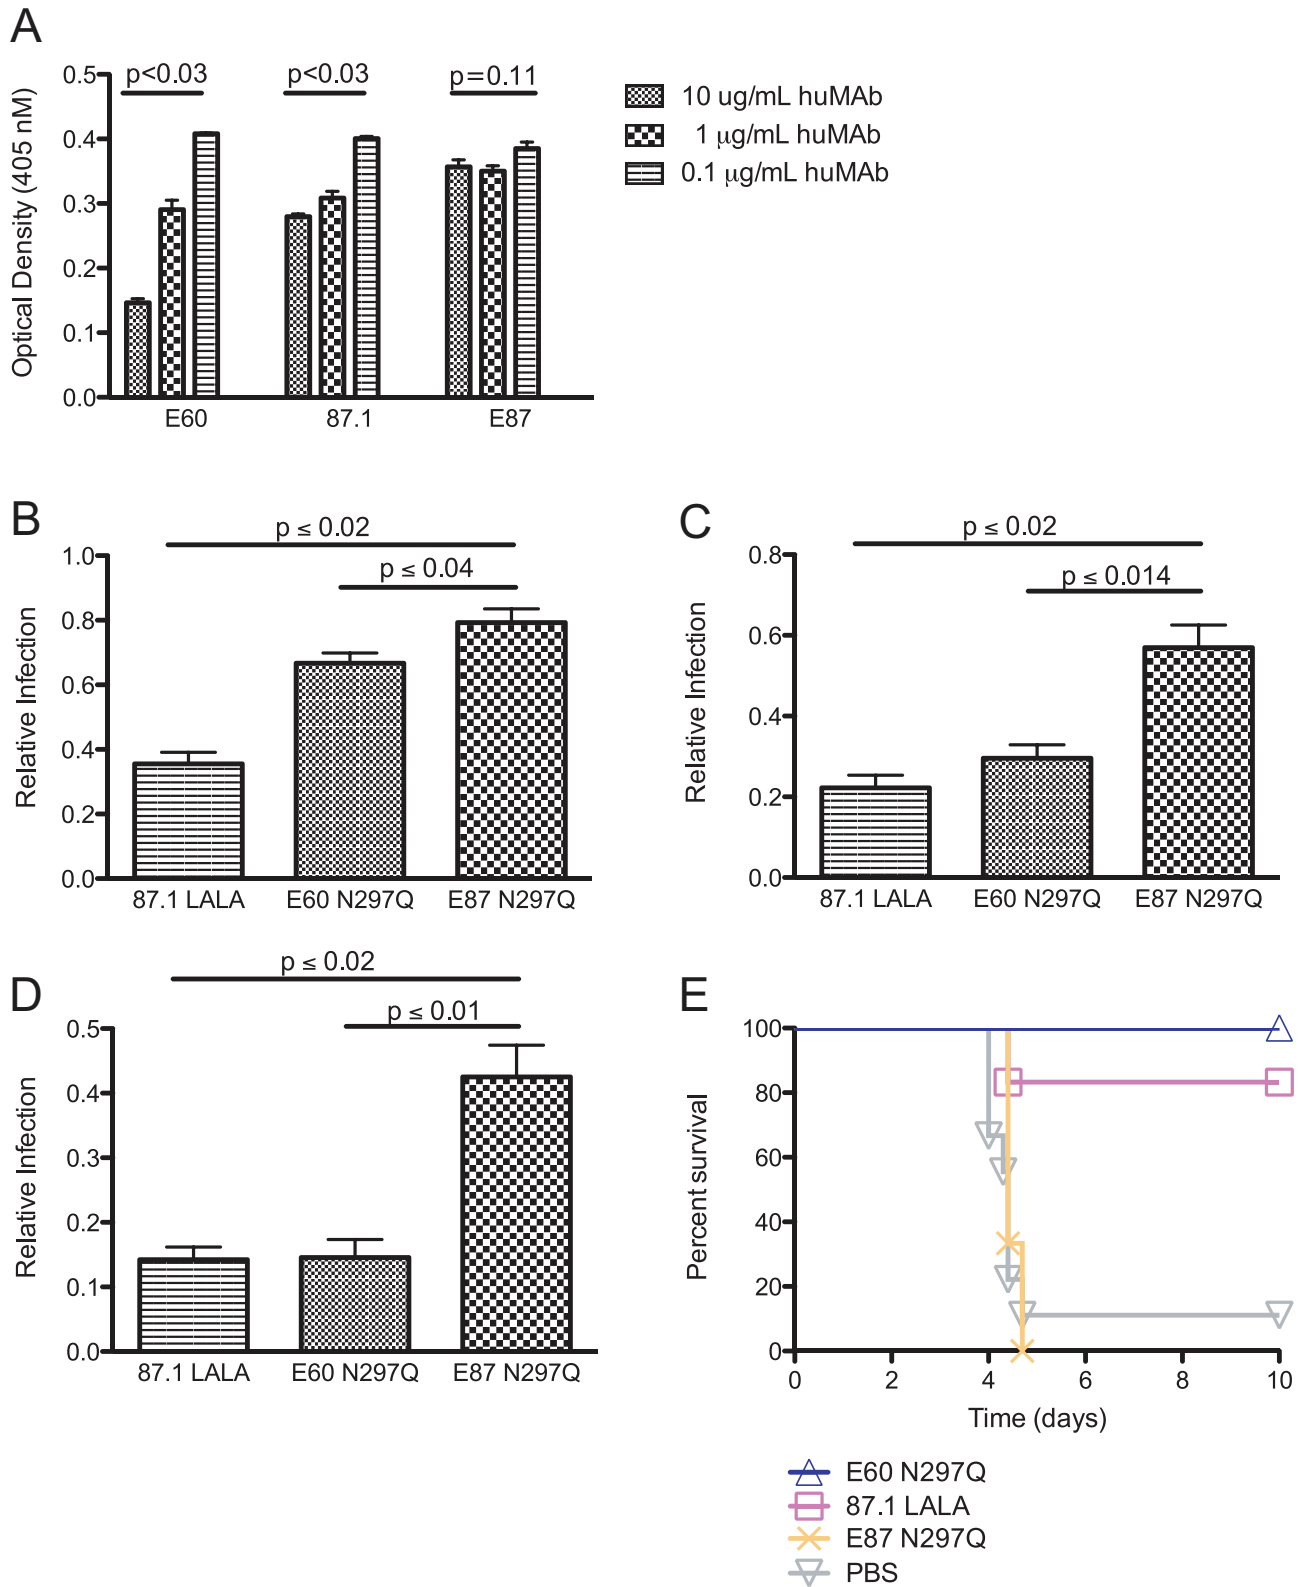 A
p<0.03
p<0.03
p=0.11
10 ug/mL huMAb
1 µg/mL huMAb
0.1 µg/mL huMAb
Optical Density (405 nM)
0.5
0.4
0.3
0.2
0.1
0.0
E60
87.1
E87
B
p ≤ 0.02
p ≤ 0.04
Relative Infection
1.0
0.8
0.6
0.4
0.2
0.0
87.1 LALA
E60 N297Q
E87 N297Q
C
p ≤ 0.02
p ≤ 0.014
Relative Infection
0.8
0.6
0.4
0.2
0.0
87.1 LALA
E60 N297Q
E87 N297Q
D
p ≤ 0.02
p ≤ 0.01
Relative Infection
0.5
0.4
0.3
0.2
0.1
0.0
87.1 LALA
E60 N297Q
E87 N297Q
E
Percent survival
100
80
60
40
20
0
0
2
4
6
8
10
Time (days)
E60 N297Q
87.1 LALA
E87 N297Q
PBS